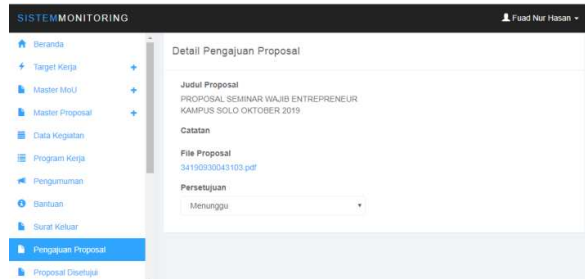 SISTEMMONITORING
Fuad Nur Hasan
Beranda
Target Kerja +
Master MoU +
Master Proposal +
Data Kegiatan
Program Kerja
Pengumuman
Bantuan
Surat Keluar
Pengajuan Proposal
Proposal Disetujui
Detail Pengajuan Proposal
Judul Proposal
PROPOSAL SEMINAR WAJIB ENTREPRENEUR
KAMPUS SOLO OKTOBER 2019
Catatan
File Proposal
34190930043103.pdf
Persetujuan
Menunggu